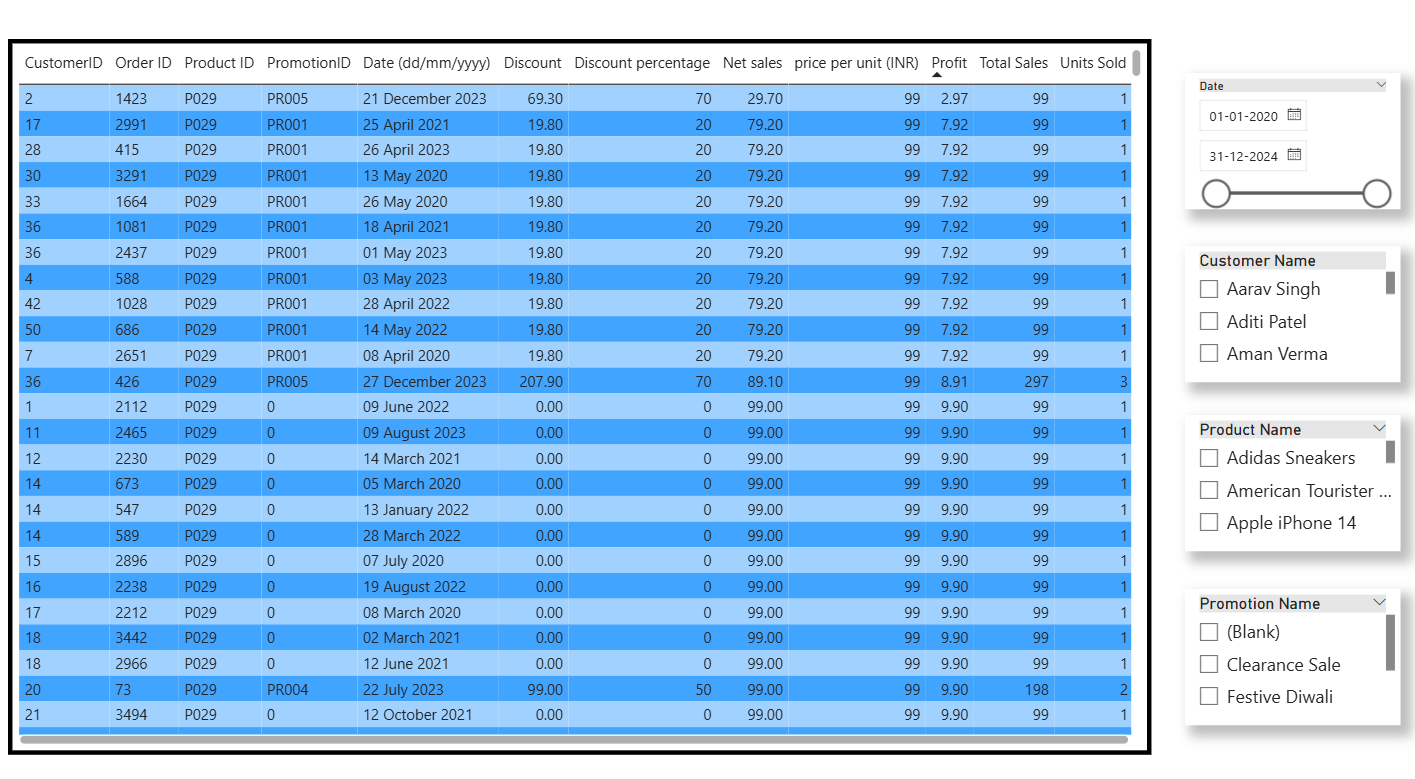 CustomerID Order ID Product ID PromotionID Date (dd/mm/yyyy) Discount Discount percentage Net sales price per unit (INR) Profit Total Sales Units Sold
2 1423 P029 PR005 21 December 2023 69.30 70 29.70 99 2.97 99 1
17 2991 P029 PR001 25 April 2021 19.80 20 79.20 99 7.92 99 1
28 415 P029 PR001 26 April 2023 19.80 20 79.20 99 7.92 99 1
30 3291 P029 PR001 13 May 2020 19.80 20 79.20 99 7.92 99 1
33 1664 P029 PR001 26 May 2020 19.80 20 79.20 99 7.92 99 1
36 1081 P029 PR001 18 April 2021 19.80 20 79.20 99 7.92 99 1
36 2437 P029 PR001 01 May 2023 19.80 20 79.20 99 7.92 99 1
4 588 P029 PR001 03 May 2023 19.80 20 79.20 99 7.92 99 1
42 1028 P029 PR001 28 April 2022 19.80 20 79.20 99 7.92 99 1
50 686 P029 PR001 14 May 2022 19.80 20 79.20 99 7.92 99 1
7 2651 P029 PR001 08 April 2020 19.80 20 79.20 99 7.92 99 1
36 426 P029 PR005 27 December 2023 207.90 70 89.10 99 8.91 297 3
1 2112 P029 0 09 June 2022 0.00 0 99.00 99 9.90 99 1
11 2465 P029 0 09 August 2023 0.00 0 99.00 99 9.90 99 1
12 2230 P029 0 14 March 2021 0.00 0 99.00 99 9.90 99 1
14 673 P029 0 05 March 2020 0.00 0 99.00 99 9.90 99 1
14 547 P029 0 13 January 2022 0.00 0 99.00 99 9.90 99 1
14 589 P029 0 28 March 2022 0.00 0 99.00 99 9.90 99 1
15 2896 P029 0 07 July 2020 0.00 0 99.00 99 9.90 99 1
16 2238 P029 0 19 August 2022 0.00 0 99.00 99 9.90 99 1
17 2212 P029 0 08 March 2020 0.00 0 99.00 99 9.90 99 1
18 3442 P029 0 02 March 2021 0.00 0 99.00 99 9.90 99 1
18 2966 P029 0 12 June 2021 0.00 0 99.00 99 9.90 99 1
20 73 P029 PR004 22 July 2023 99.00 50 99.00 99 9.90 198 2
21 3494 P029 0 12 October 2021 0.00 0 99.00 99 9.90 99 1
Date
01-01-2020
31-12-2024
Customer Name
Aarav Singh
Aditi Patel
Aman Verma
Product Name
Adidas Sneakers
American Tourister ...
Apple iPhone 14
Promotion Name
(Blank)
Clearance Sale
Festive Diwali